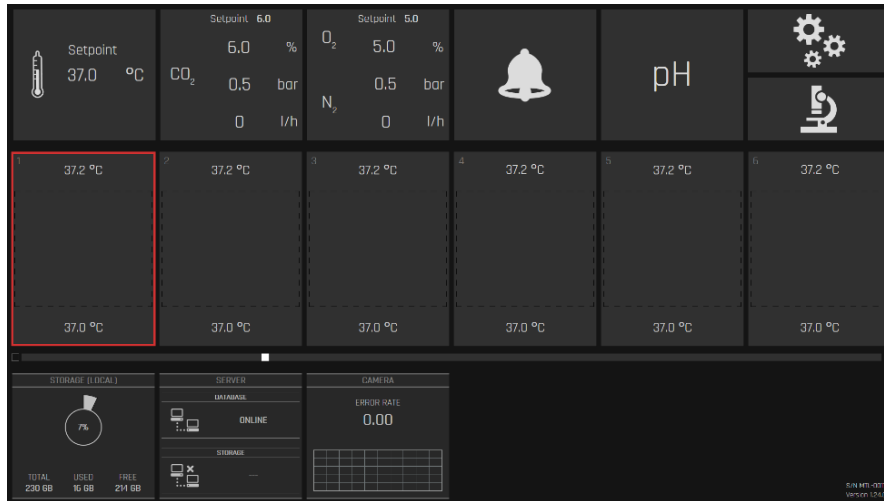 Setpoint
37.0 °C
Setpoint 6.0
CO2
6.0 %
0.5 bar
0 l/h
Setpoint 5.0
O2 5.0 %
0.5 bar
N2
0 l/h
pH
1 37.2 °C
2 37.2 °C
3 37.2 °C
4 37.2 °C
5 37.2 °C
6 37.2 °C
37.0 °C
37.0 °C
37.0 °C
37.0 °C
37.0 °C
37.0 °C
STORAGE (LOCAL)
7%
TOTAL USED FREE
230 GB 16 GB 214 GB
SERVER
DATABASE
ONLINE
STORAGE
---
CAMERA
ERROR RATE
0.00
Version